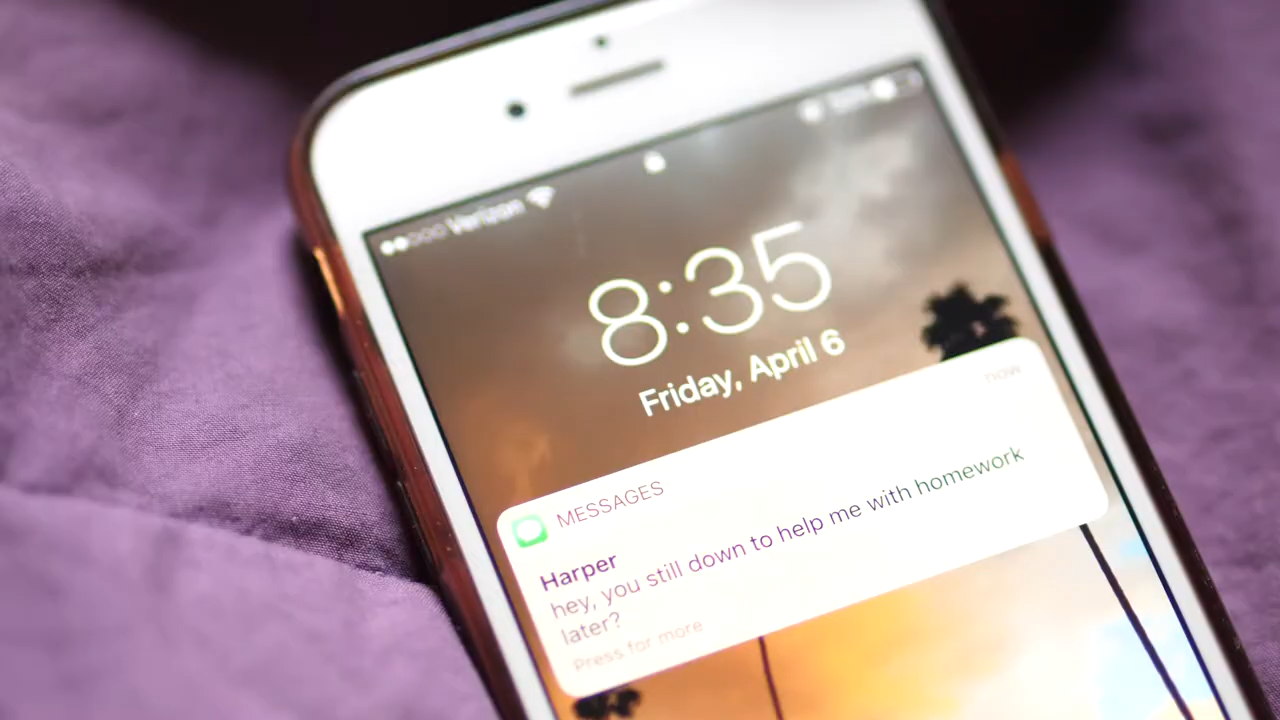 Verizon
8:35
Friday, April 6
MESSAGES
now
Harper
hey, you still down to help me with homework
later?
Press for more